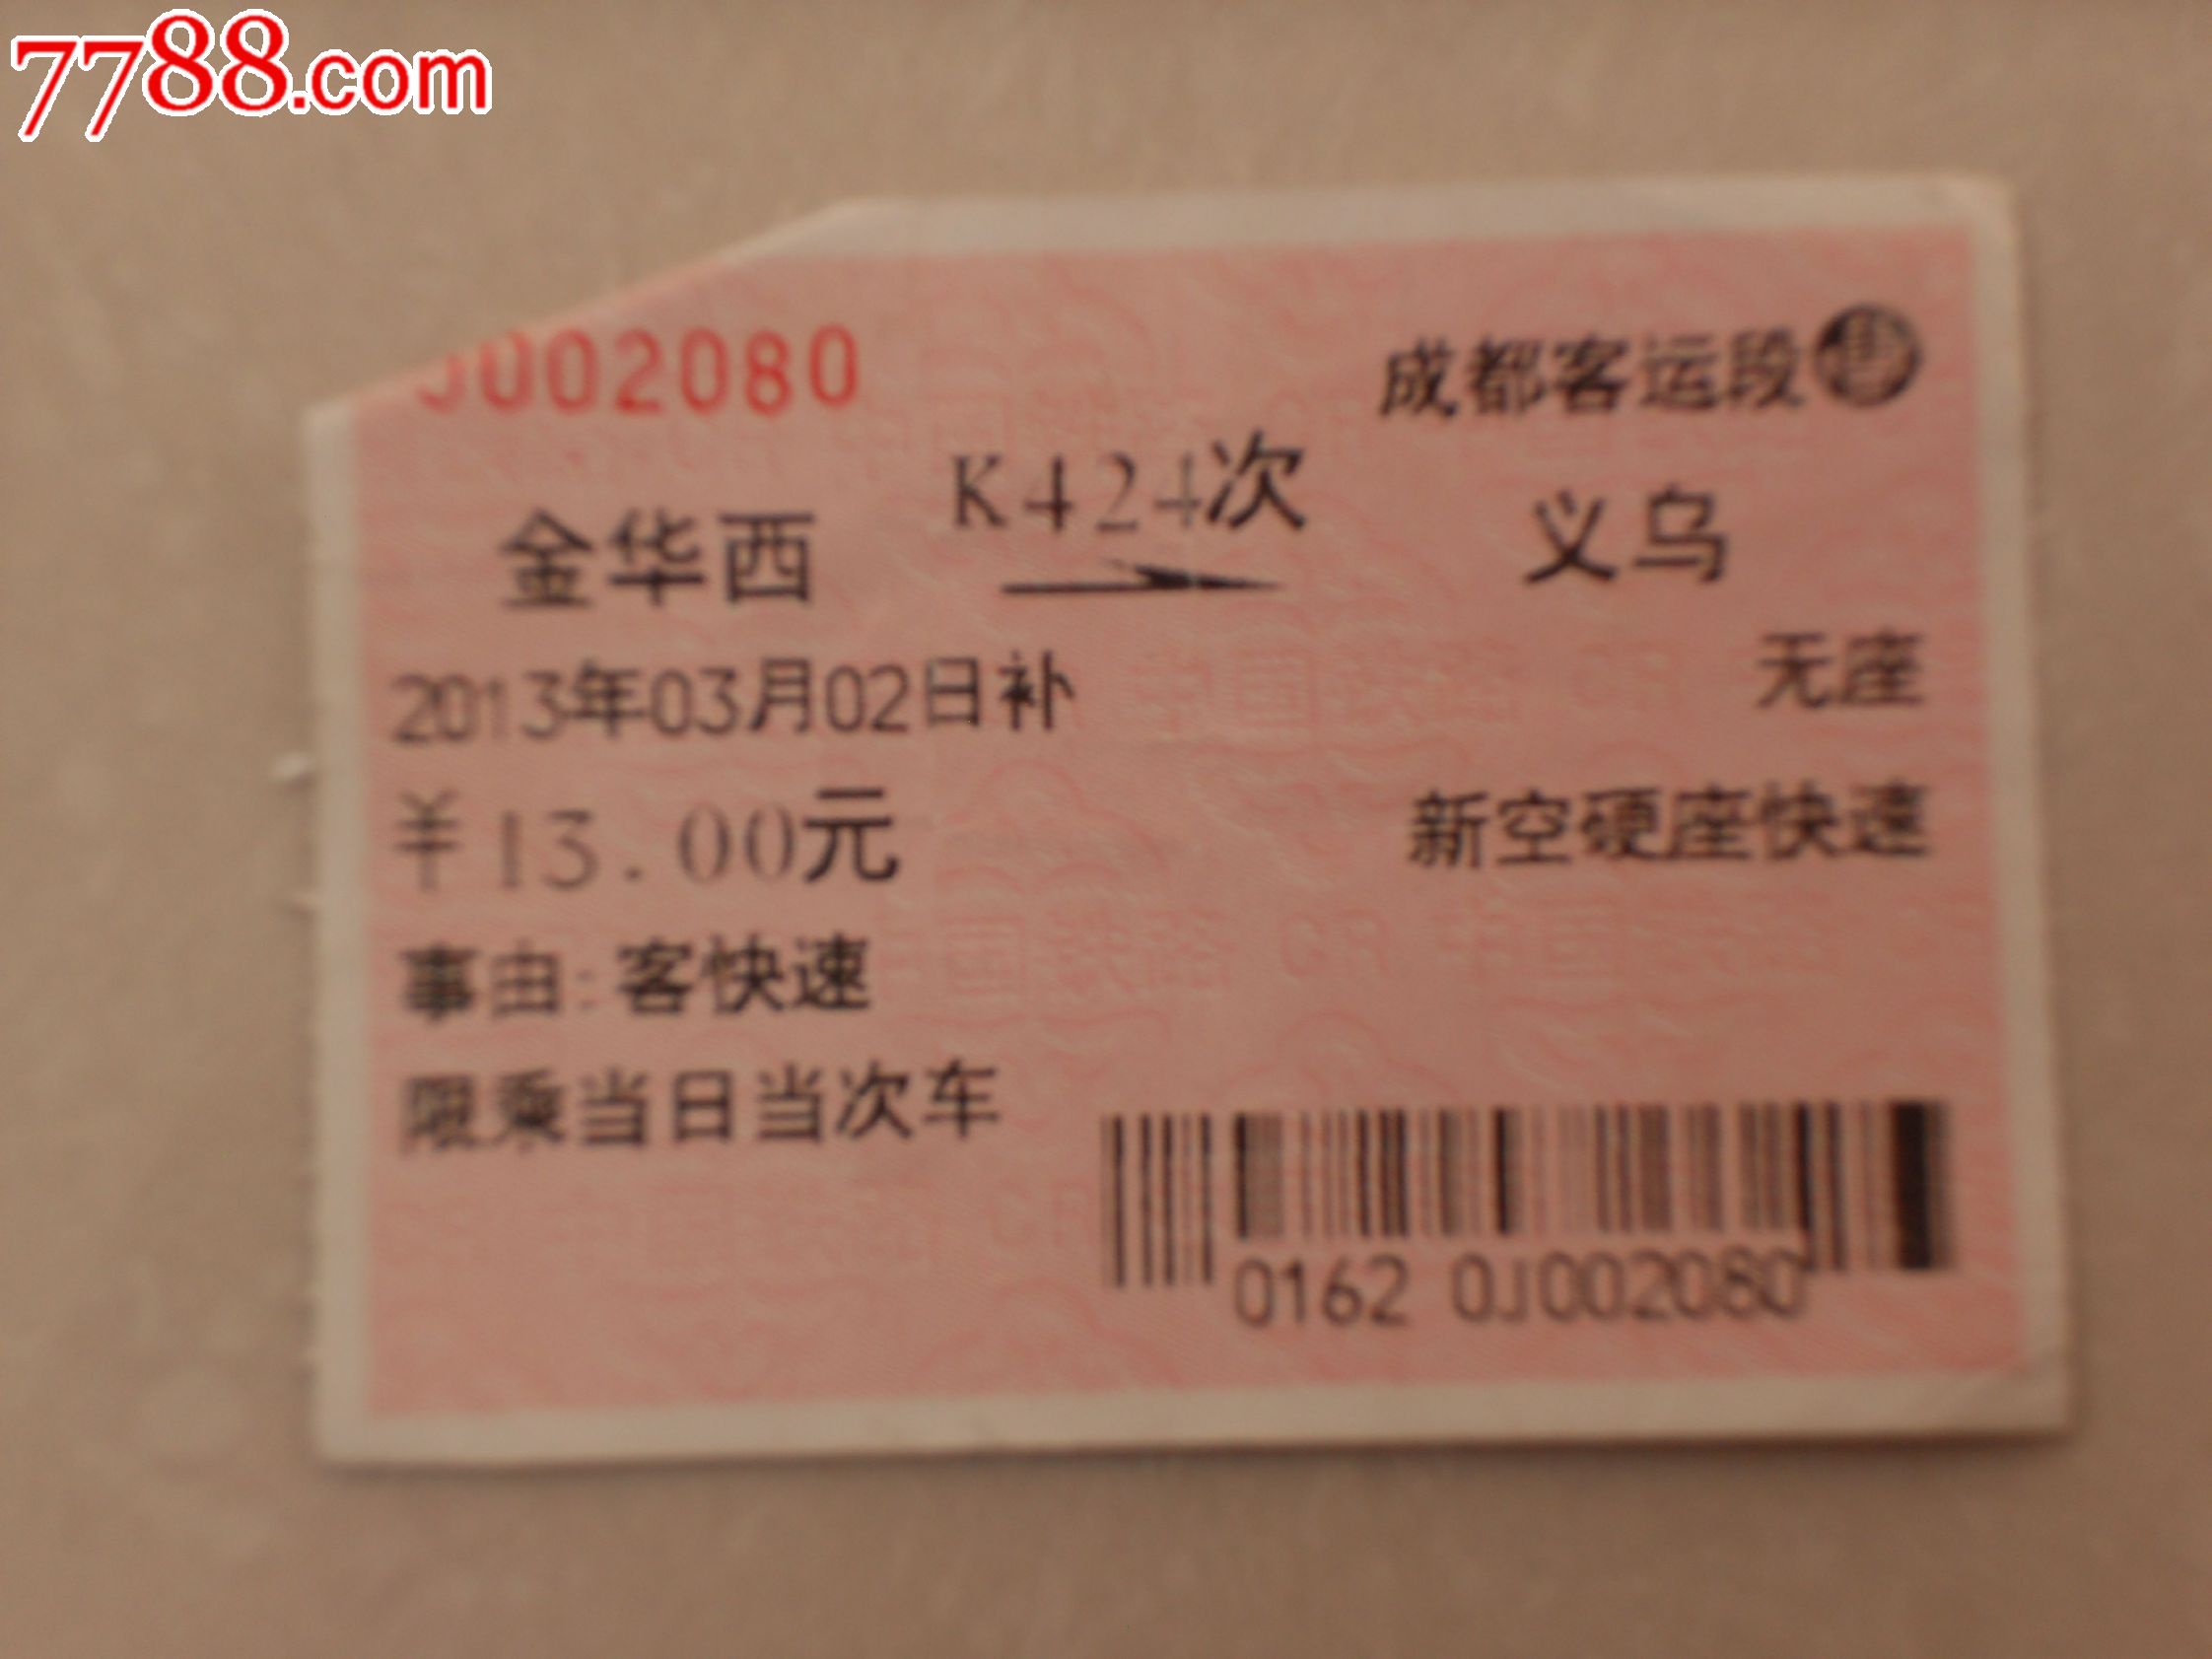 7788.com
J002080
成都客运段售
K424次
金华西
义乌
2013年03月02日补
无座
¥13.00元
新空硬座快速
事由:客快速
限乘当日当次车
0162 0J002080